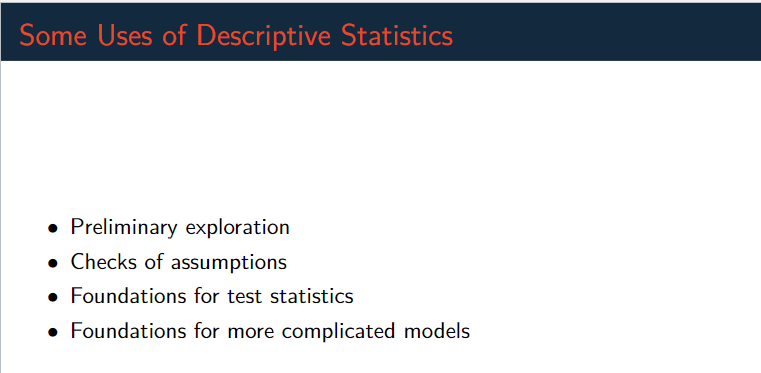 Some Uses of Descriptive Statistics
• Preliminary exploration
• Checks of assumptions
• Foundations for test statistics
• Foundations for more complicated models